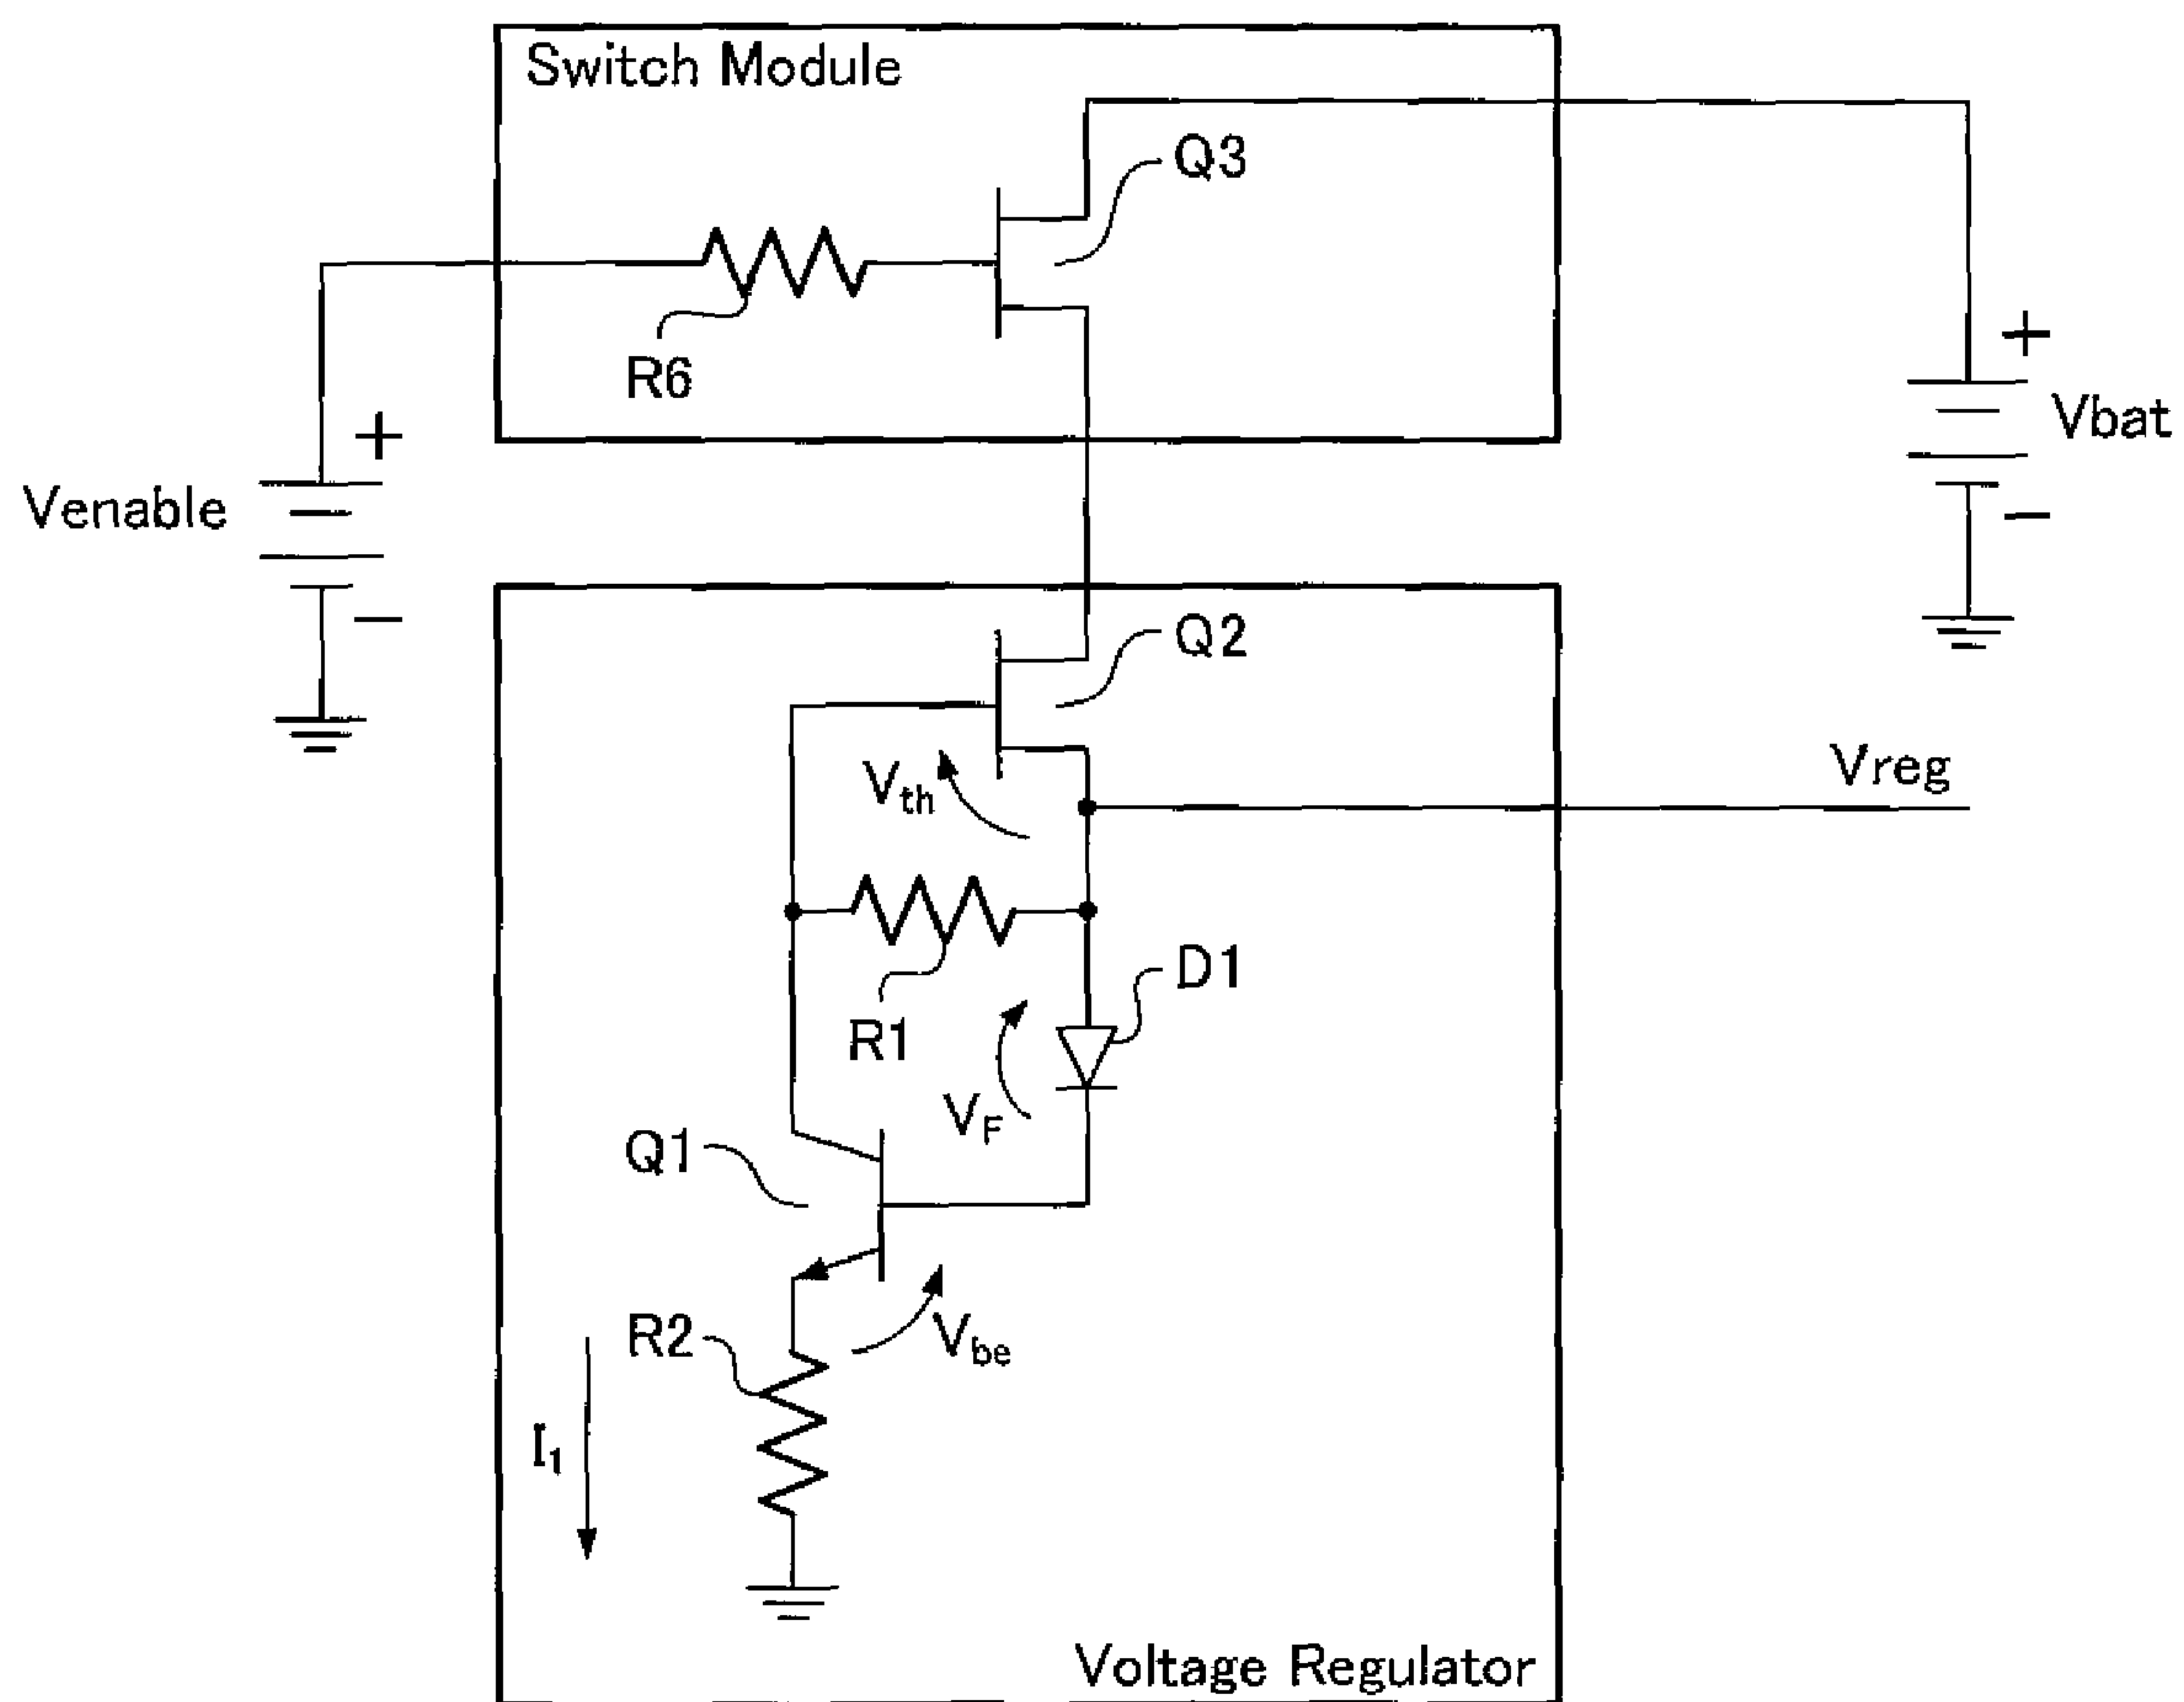 Switch Module
Q3
R6
+
Vbat
−
+
Venable
−
Q2
Vth
Vreg
D1
R1
VF
Q1
R2
Vbe
I1
Voltage Regulator